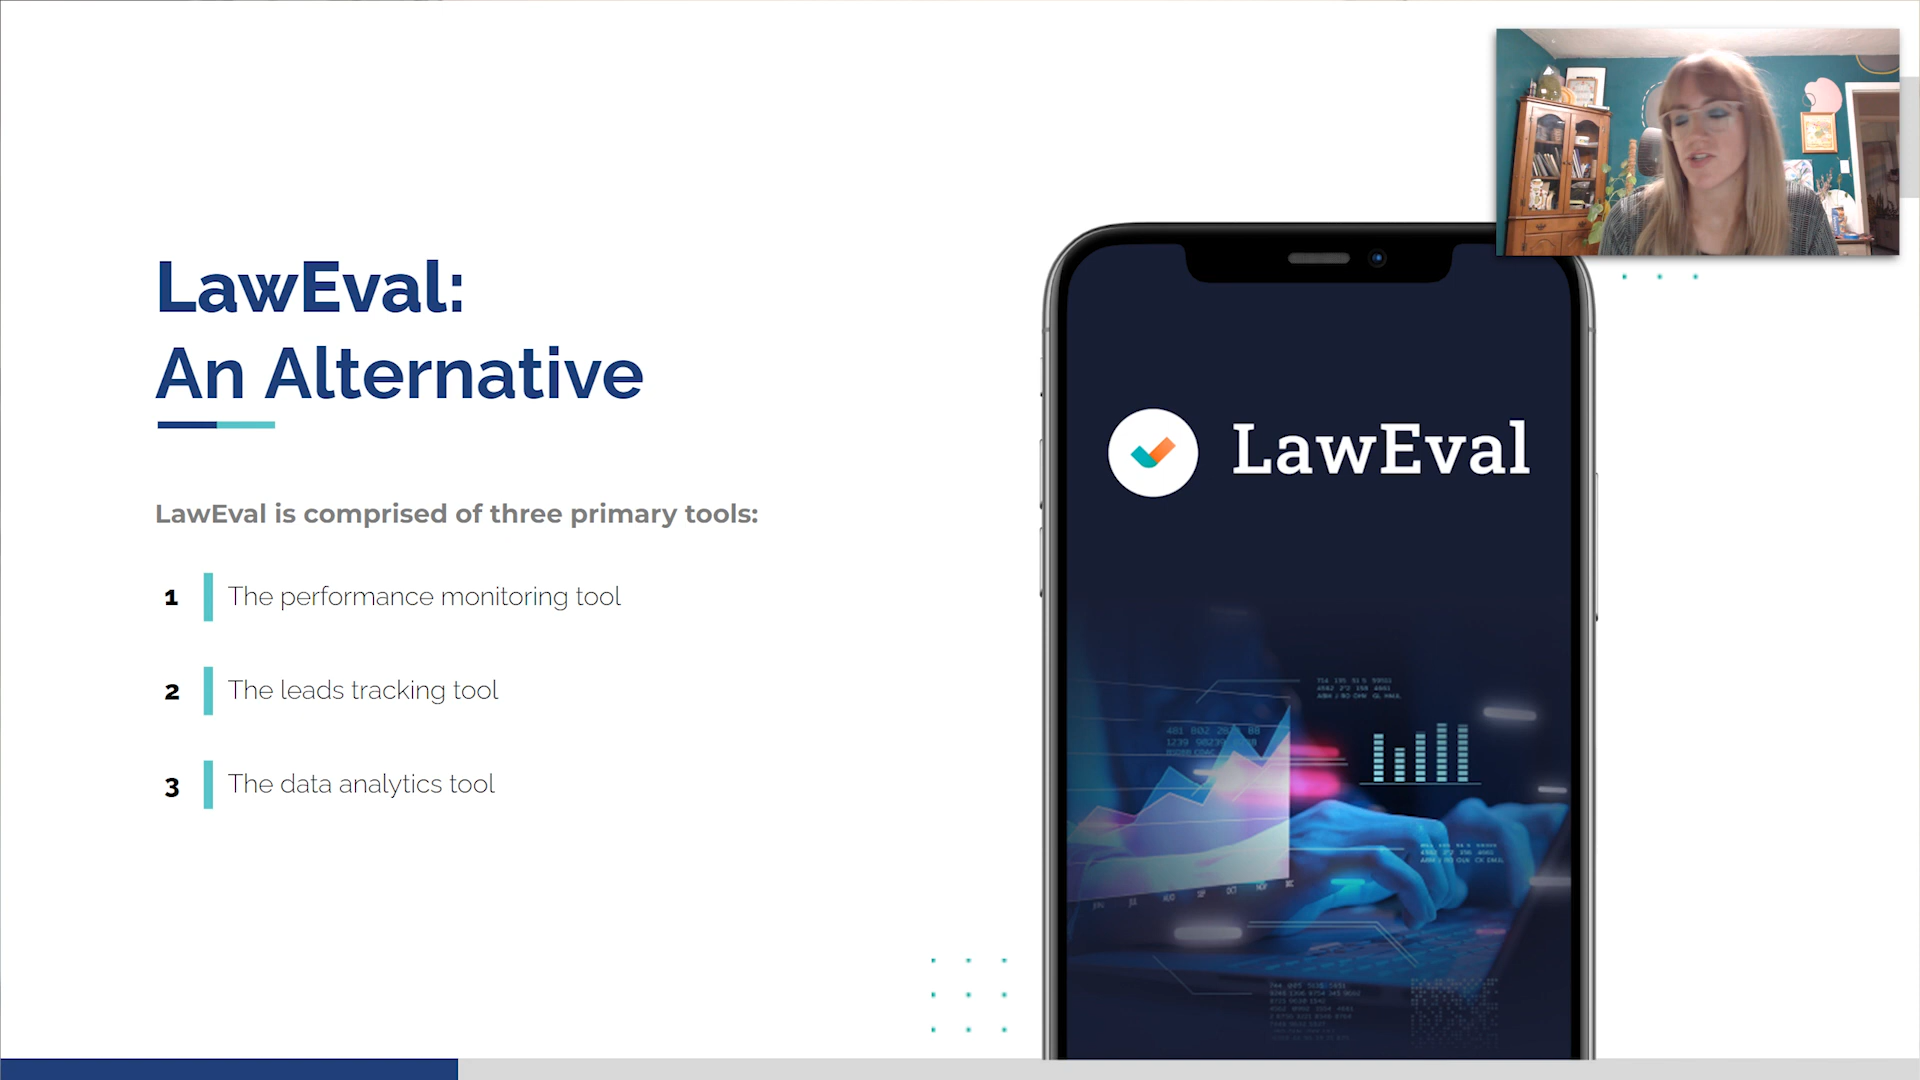 LawEval:
An Alternative
LawEval is comprised of three primary tools:
1 The performance monitoring tool
2 The leads tracking tool
3 The data analytics tool
LawEval